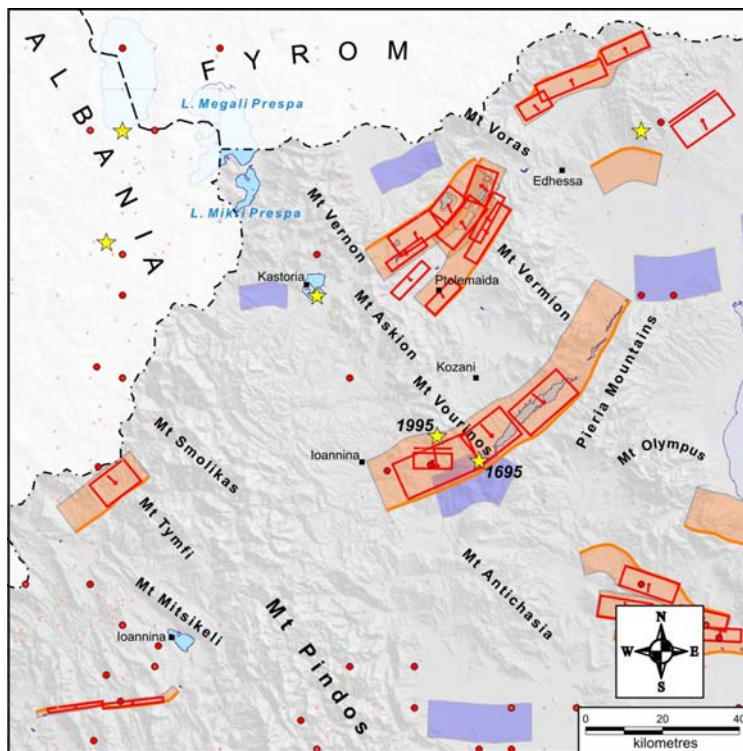 ALBANIA
FYROM
L. Megali Prespa
L. Mikri Prespa
Mt Voras
Edhessa
Mt Vernon
Kastoria
Ptolemaida
Mt Vermion
Mt Askion
Kozani
Mt Vourinos
Pieria Mountains
1995
Ioannina
1695
Mt Smolikas
Mt Olympus
Mt Tymfi
Mt Antichasia
Mt Mitsikeli
Ioannina
Mt Pindos
N
W E
S
0 20 40
kilometres